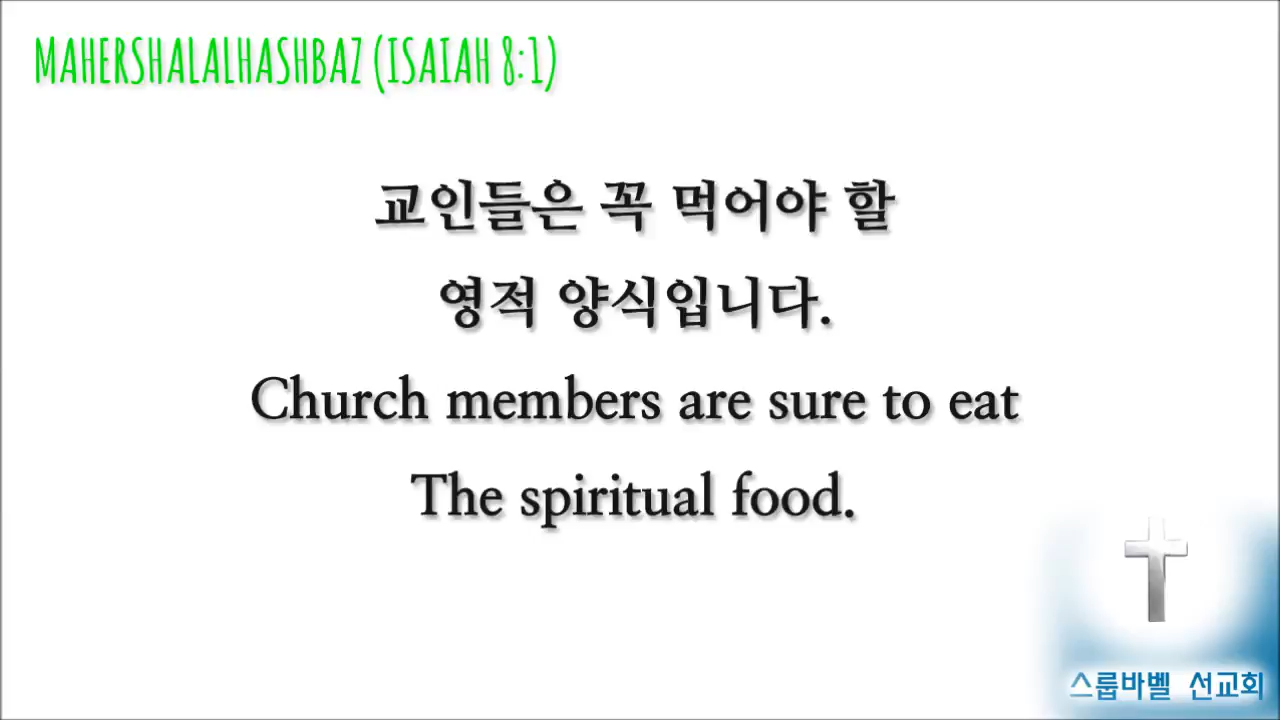 MAHERSHALALHASHBAZ (ISAIAH 8:1)
교인들은 꼭 먹어야 할
영적 양식입니다.
Church members are sure to eat
The spiritual food.
스룹바벨 선교회